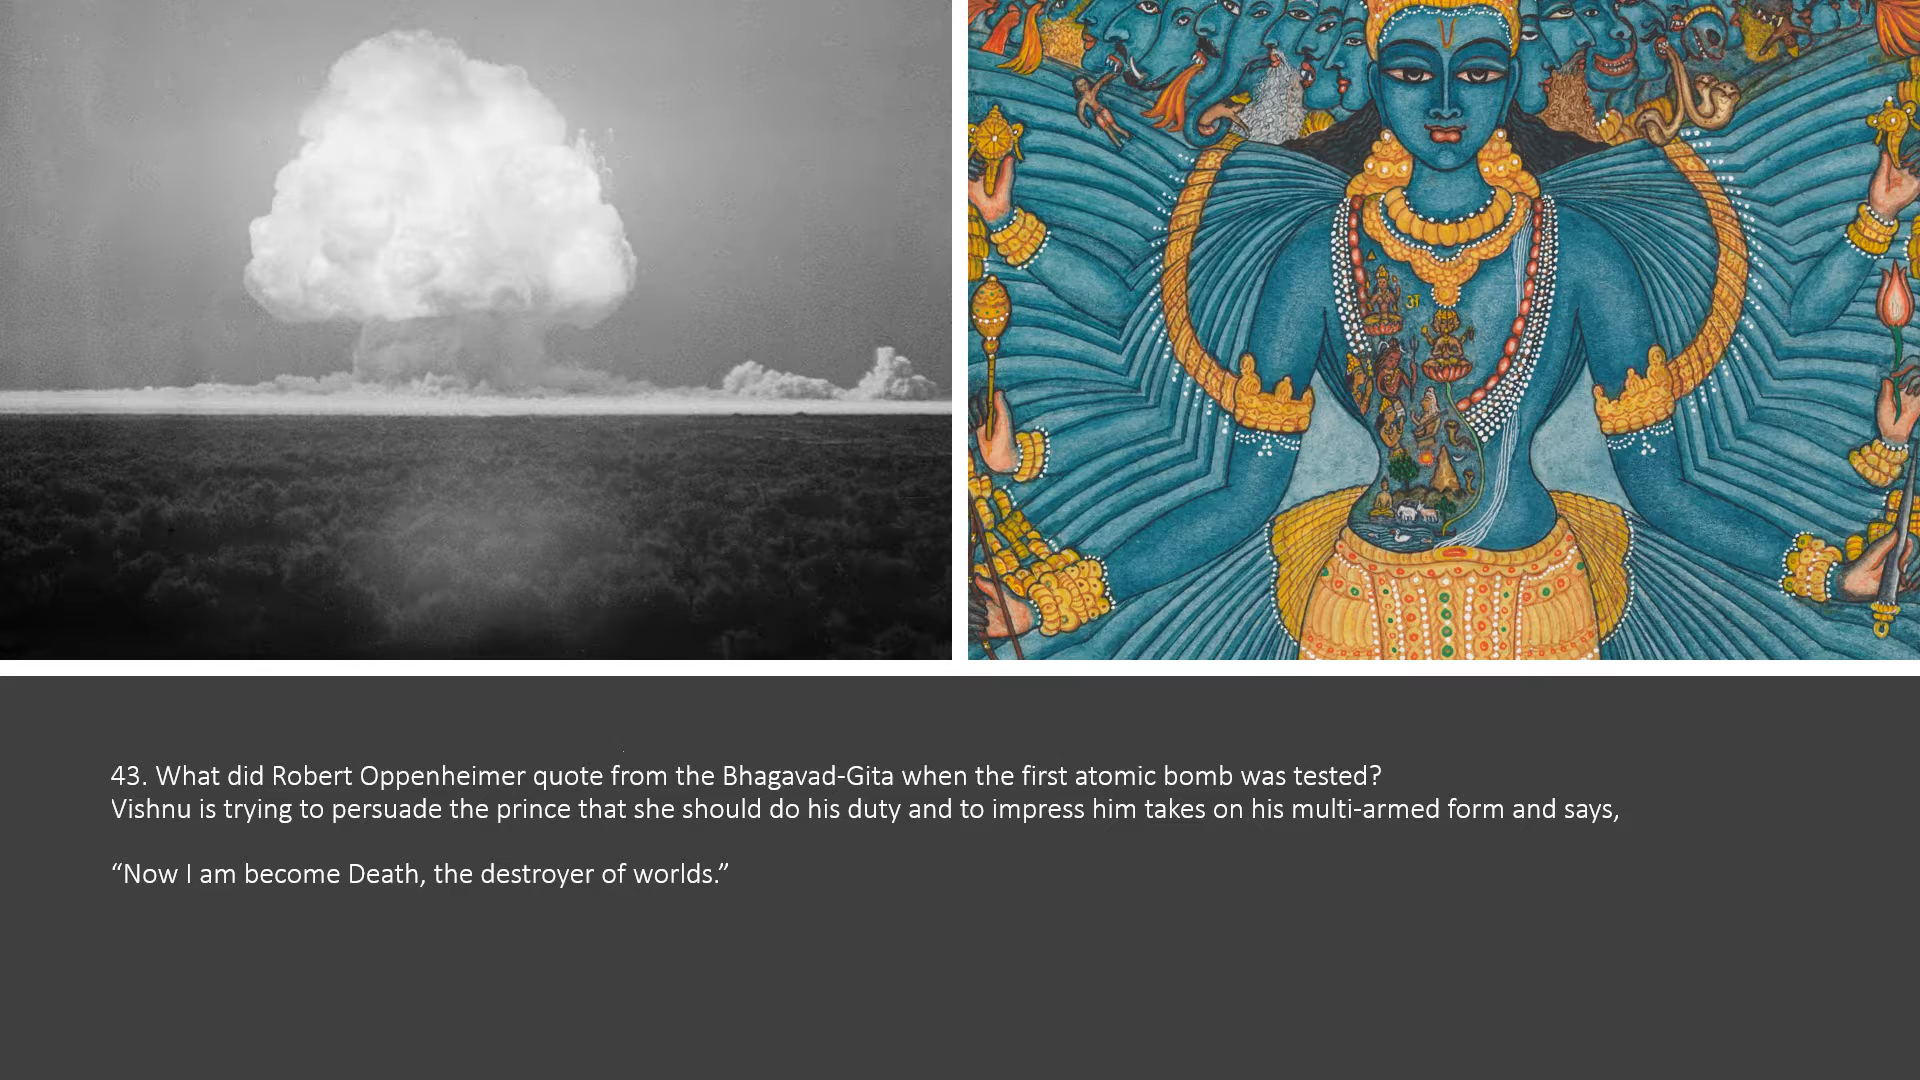 43. What did Robert Oppenheimer quote from the Bhagavad-Gita when the first atomic bomb was tested?
Vishnu is trying to persuade the prince that she should do his duty and to impress him takes on his multi-armed form and says,
“Now I am become Death, the destroyer of worlds.”